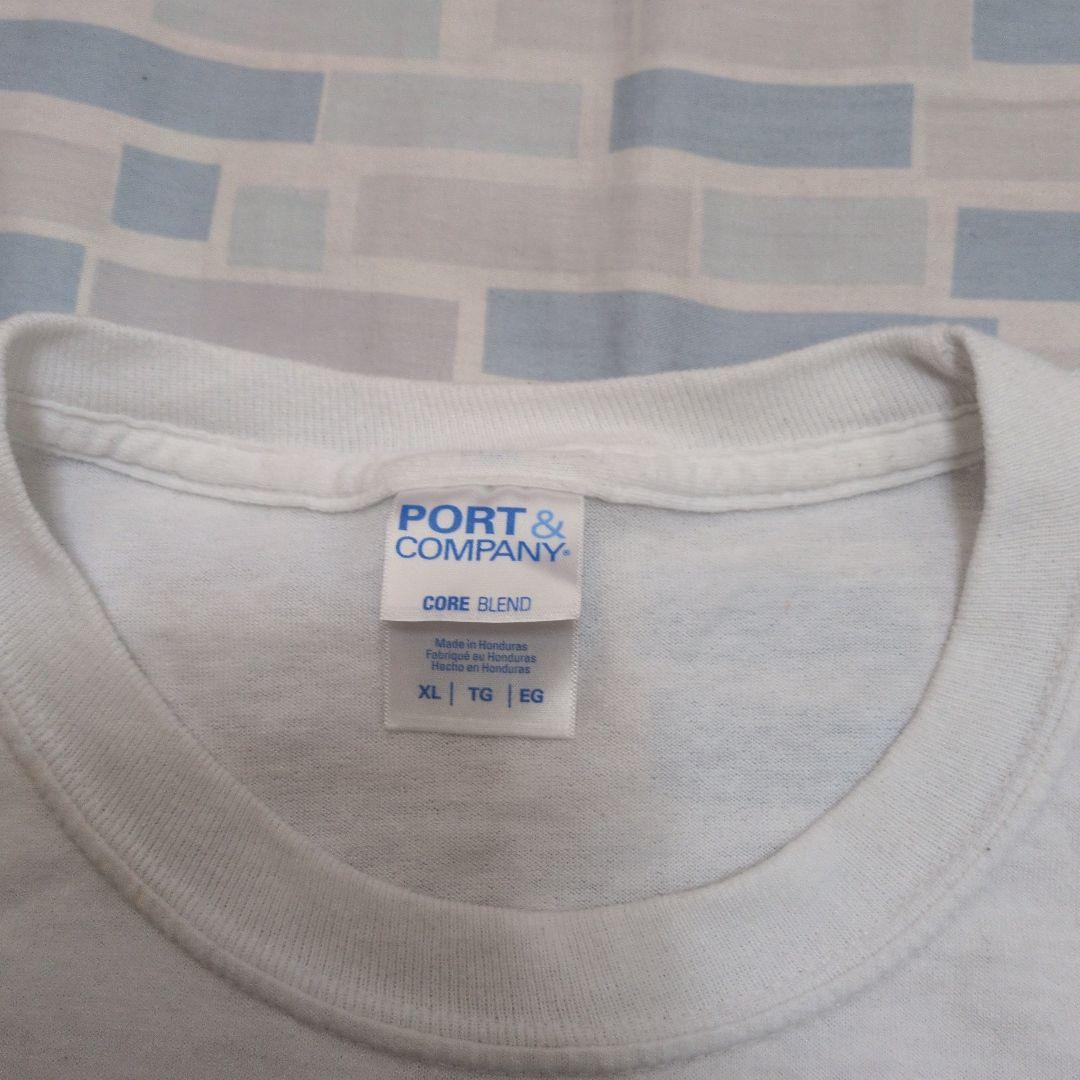 PORT &
COMPANY®
CORE BLEND
Made in Honduras
Fabriqué au Honduras
Hecho en Honduras
XL | TG | EG